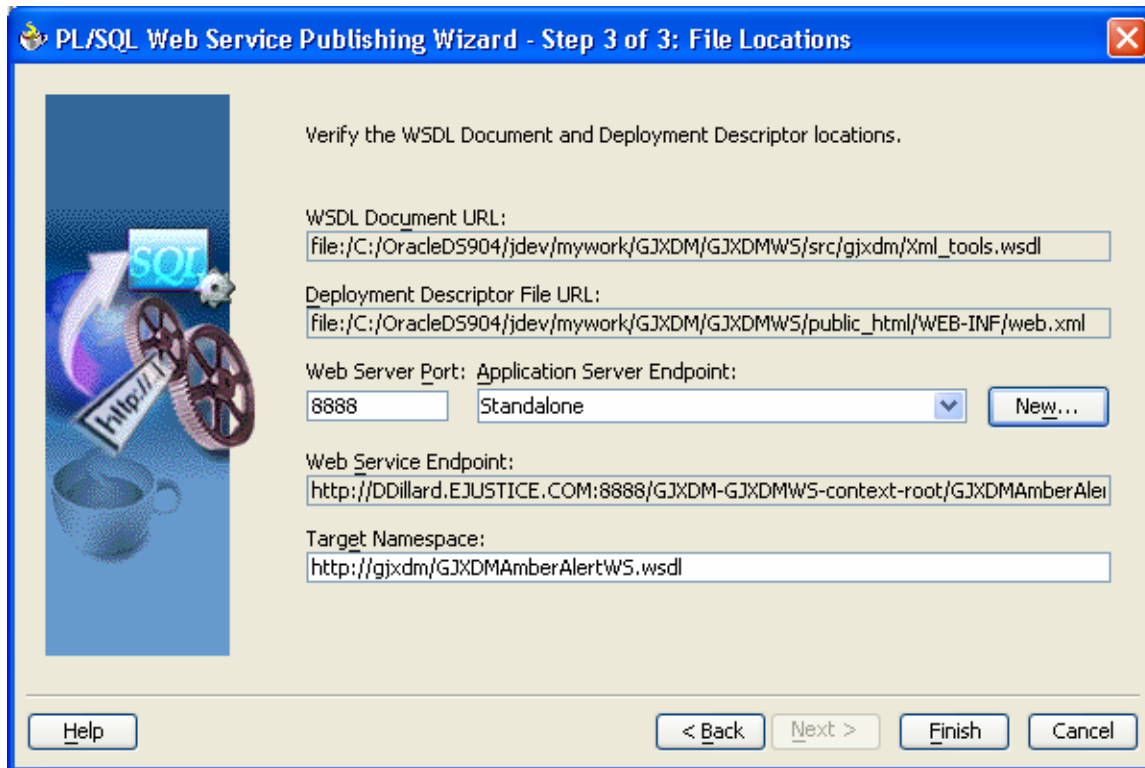 PL/SQL Web Service Publishing Wizard - Step 3 of 3: File Locations
Verify the WSDL Document and Deployment Descriptor locations.
WSDL Document URL:
file:/C:/OracleDS904/jdev/mywork/GJXDM/GJXDMWS/src/gjxdm/Xml_tools.wsdl
Deployment Descriptor File URL:
file:/C:/OracleDS904/jdev/mywork/GJXDM/GJXDMWS/public_html/WEB-INF/web.xml
Web Server Port: Application Server Endpoint:
8888 Standalone New...
Web Service Endpoint:
http://DDillard.EJUSTICE.COM:8888/GJXDM-GJXDMWS-context-root/GJXDMAmberAler
Target Namespace:
http://gjxdm/GJXDMAmberAlertWS.wsdl
SQL
http://
Help < Back Next > Finish Cancel